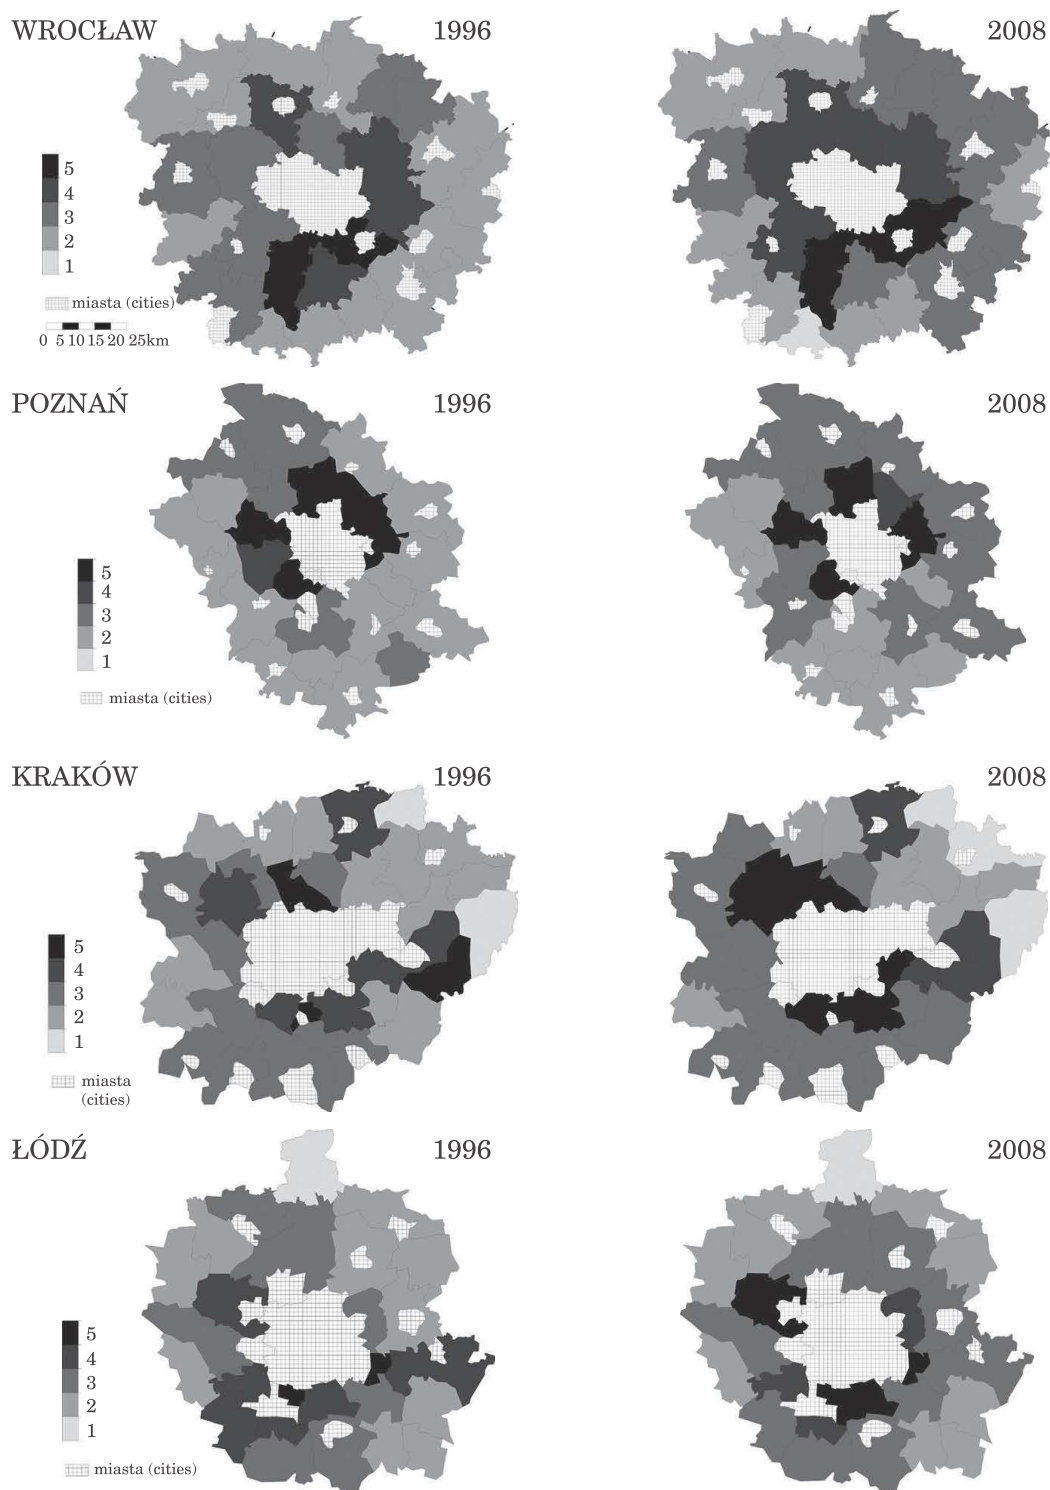 WROCŁAW 1996 2008
5
4
3
2
1
miasta (cities)
0 5 10 15 20 25km
POZNAŃ 1996 2008
5
4
3
2
1
miasta (cities)
KRAKÓW 1996 2008
5
4
3
2
1
miasta
(cities)
ŁÓDŹ 1996 2008
5
4
3
2
1
miasta (cities)